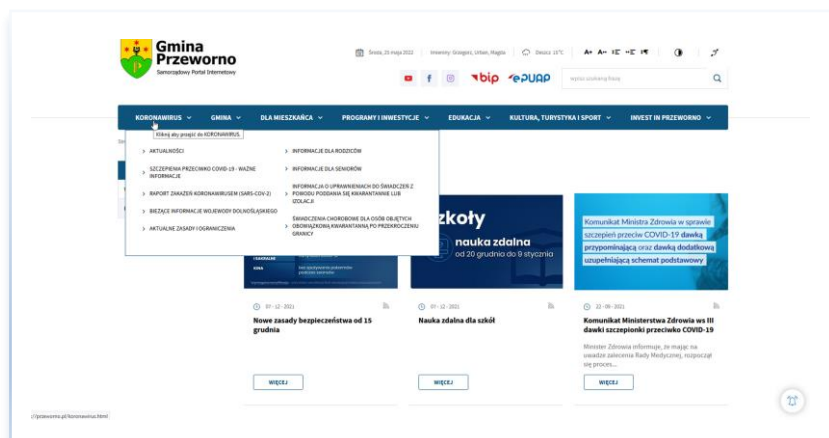 Gmina
Przeworno
Samorządowy Portal Internetowy
Środa, 25 maja 2022
Imieniny: Grzegorz, Urban, Magda
Deszcz 16°C
A+ A-
bip
ePUAP
wpisz szukaną frazę
KORONAWIRUS
GMINA
DLA MIESZKAŃCA
PROGRAMY I INWESTYCJE
EDUKACJA
KULTURA, TURYSTYKA I SPORT
INVEST IN PRZEWORNO
Kliknij aby przejść do KORONAWIRUS
AKTUALNOŚCI
SZCZEPIENIA PRZECIWKO COVID-19 - WAŻNE
INFORMACJE
RAPORT ZAKAŻEŃ KORONAWIRUSEM (SARS-COV-2)
BIEŻĄCE INFORMACJE WOJEWODY DOLNOŚLĄSKIEGO
AKTUALNE ZASADY I OGRANICZENIA
INFORMACJE DLA RODZICÓW
INFORMACJE DLA SENIORÓW
INFORMACJA O UPRAWNIENIACH DO ŚWIADCZEŃ Z
POWODU PODDANIA SIĘ KWARANTANNIE LUB
IZOLACJI
ŚWIADCZENIA CHOROBOWE DLA OSÓB OBJĘTYCH
OBOWIĄZKOWĄ KWARANTANNĄ PO PRZEKROCZENIU
GRANICY
zkoły
nauka zdalna
od 20 grudnia do 9 stycznia
Komunikat Ministra Zdrowia w sprawie
szczepień przeciw COVID-19 dawką
przypominającą oraz dawką dodatkową
uzupełniającą schemat podstawowy
07-12-2021
Nowe zasady bezpieczeństwa od 15
grudnia
WIĘCEJ
07-12-2021
Nauka zdalna dla szkół
WIĘCEJ
22-09-2021
Komunikat Ministerstwa Zdrowia ws III
dawki szczepionki przeciwko COVID-19
Minister Zdrowia informuje, że mając na
uwadze zalecenia Rady Medycznej, rozpoczął
się proces...
WIĘCEJ